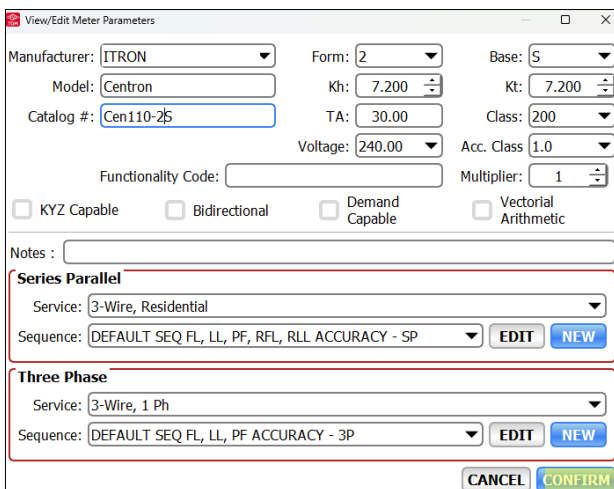 View/Edit Meter Parameters
Manufacturer: ITRON Form: 2 Base: S
Model: Centron Kh: 7.200 Kt: 7.200
Catalog #: Cen110-2S TA: 30.00 Class: 200
Voltage: 240.00 Acc. Class 1.0
Functionality Code: Multiplier: 1
KYZ Capable Bidirectional Demand Capable Vectorial Arithmetic
Notes :
Series Parallel
Service: 3-Wire, Residential
Sequence: DEFAULT SEQ FL, LL, PF, RFL, RLL ACCURACY - SP EDIT NEW
Three Phase
Service: 3-Wire, 1 Ph
Sequence: DEFAULT SEQ FL, LL, PF ACCURACY - 3P EDIT NEW
CANCEL CONFIRM